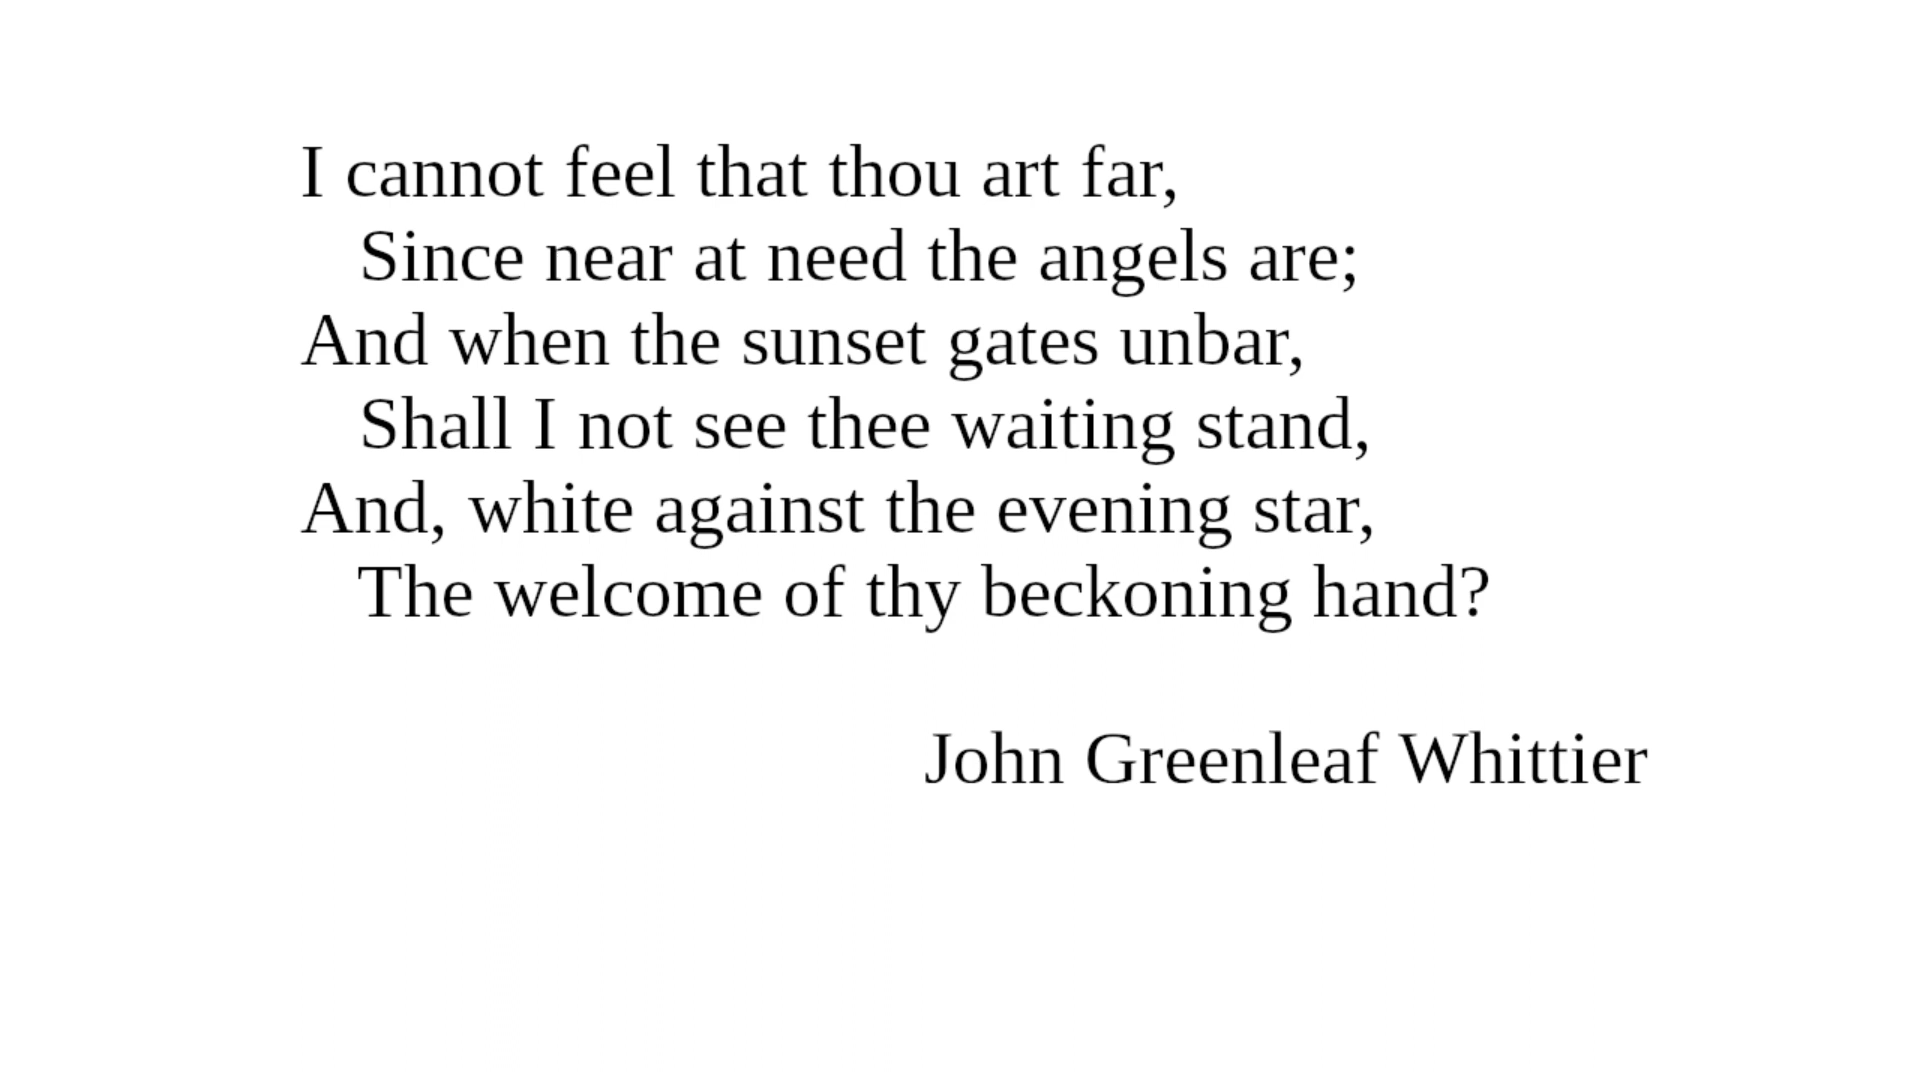 I cannot feel that thou art far,
Since near at need the angels are;
And when the sunset gates unbar,
Shall I not see thee waiting stand,
And, white against the evening star,
The welcome of thy beckoning hand?
John Greenleaf Whittier